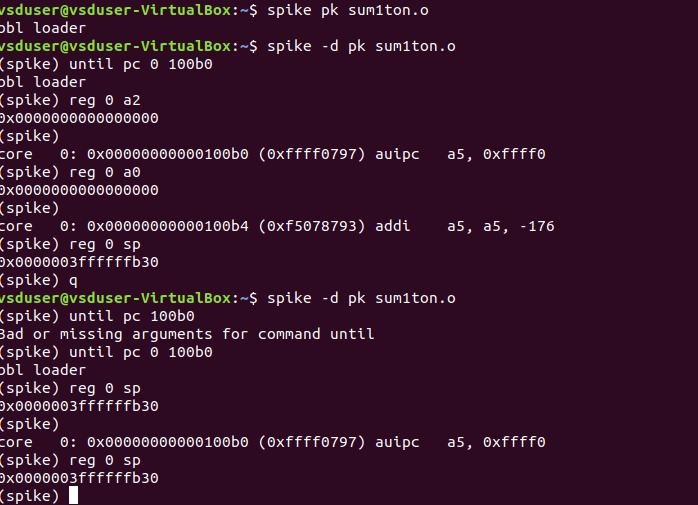 vsduser@vsduser-VirtualBox:~$ spike pk sum1ton.o
bbl loader
vsduser@vsduser-VirtualBox:~$ spike -d pk sum1ton.o
(spike) until pc 0 100b0
bbl loader
(spike) reg 0 a2
0x0000000000000000
(spike)
core   0: 0x00000000000100b0 (0xffff0797) auipc   a5, 0xffff0
(spike) reg 0 a0
0x0000000000000000
(spike)
core   0: 0x00000000000100b4 (0xf5078793) addi    a5, a5, -176
(spike) reg 0 sp
0x0000003ffffffb30
(spike) q
vsduser@vsduser-VirtualBox:~$ spike -d pk sum1ton.o
(spike) until pc 100b0
Bad or missing arguments for command until
(spike) until pc 0 100b0
bbl loader
(spike) reg 0 sp
0x0000003ffffffb30
(spike)
core   0: 0x00000000000100b0 (0xffff0797) auipc   a5, 0xffff0
(spike) reg 0 sp
0x0000003ffffffb30
(spike)